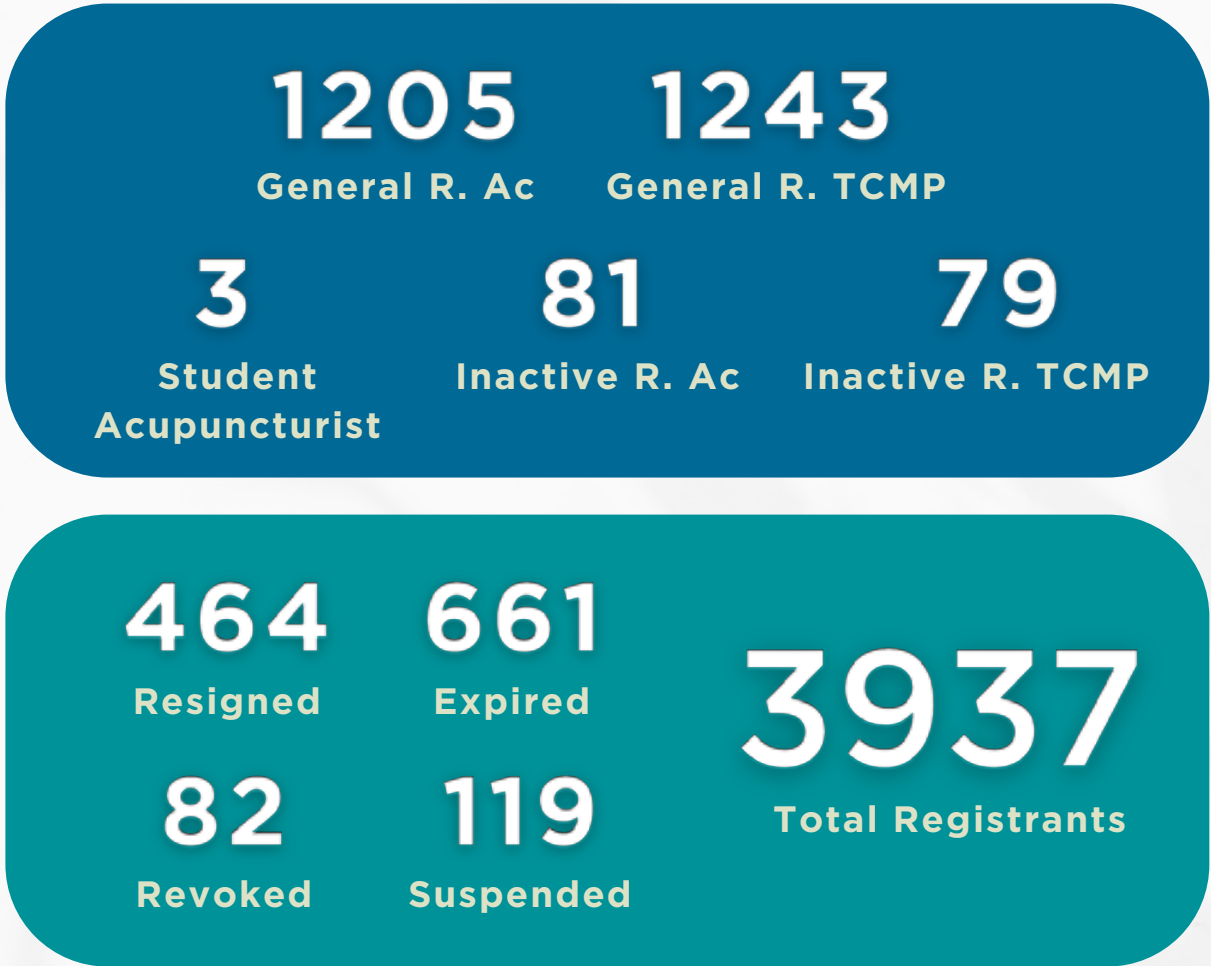 1205 1243
General R. Ac General R. TCMP
3 81 79
Student Inactive R. Ac Inactive R. TCMP
Acupuncturist
464 661
Resigned Expired
3937
Total Registrants
82 119
Revoked Suspended